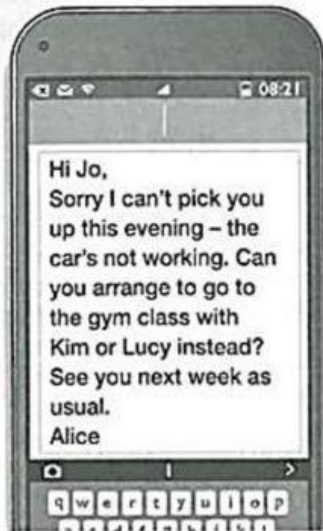 08:21
Hi Jo,
Sorry I can't pick you
up this evening – the
car's not working. Can
you arrange to go to
the gym class with
Kim or Lucy instead?
See you next week as
usual.
Alice
q w e r t y u i o p